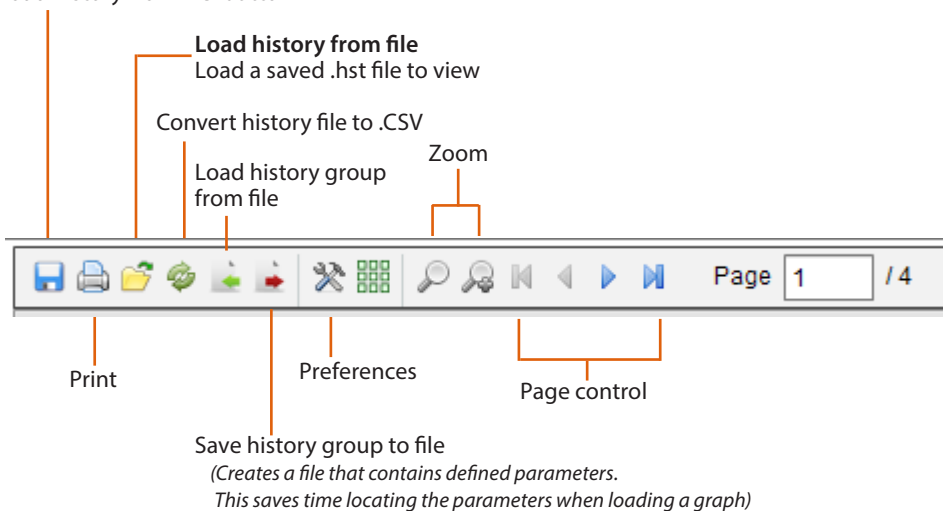 Load history from file
Load a saved .hst file to view
Convert history file to .CSV
Load history group
from file
Zoom
Page 1 / 4
Print
Preferences
Page control
Save history group to file
(Creates a file that contains defined parameters.
This saves time locating the parameters when loading a graph)